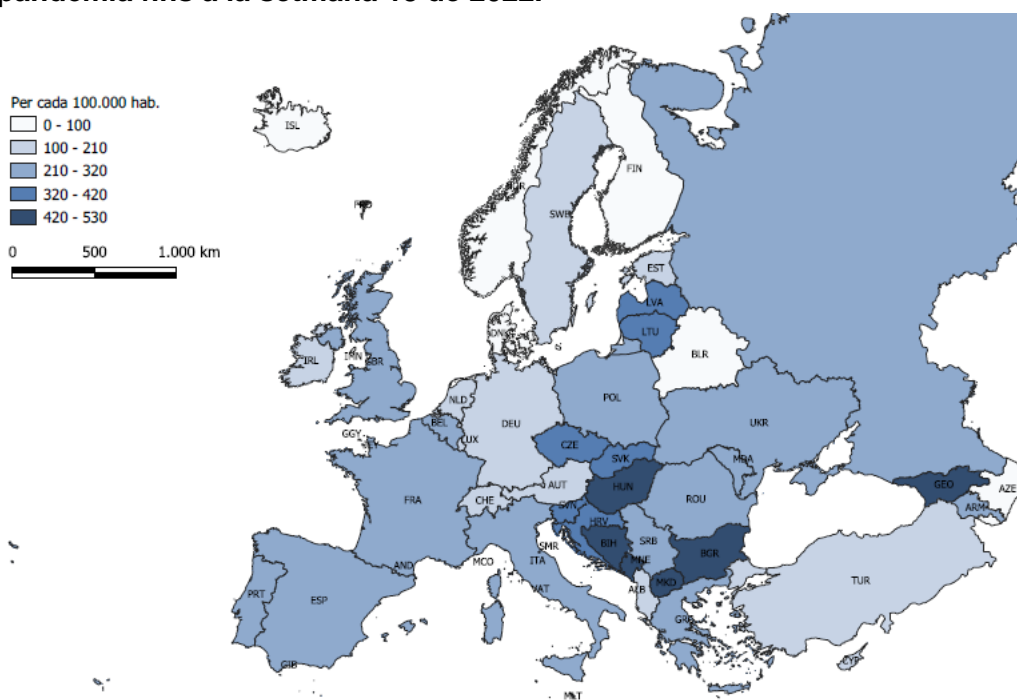 Per cada 100.000 hab.
0 - 100
100 - 210
210 - 320
320 - 420
420 - 530
0 500 1.000 km
ISL
FIN
EST
LVA
LTU
BLR
IRL
IMN
GBR
NLD
BEL
DEU
POL
UKR
GGY
LUX
CZE
SVK
MDA
FRA
CHE
AUT
HUN
ROU
GEO
AZE
ARM
SVN
HRV
SMR
BIH
SRB
MNE
BGR
AND
MCO
ITA
VAT
ALB
MKD
PRT
ESP
TUR
GIB
CYP